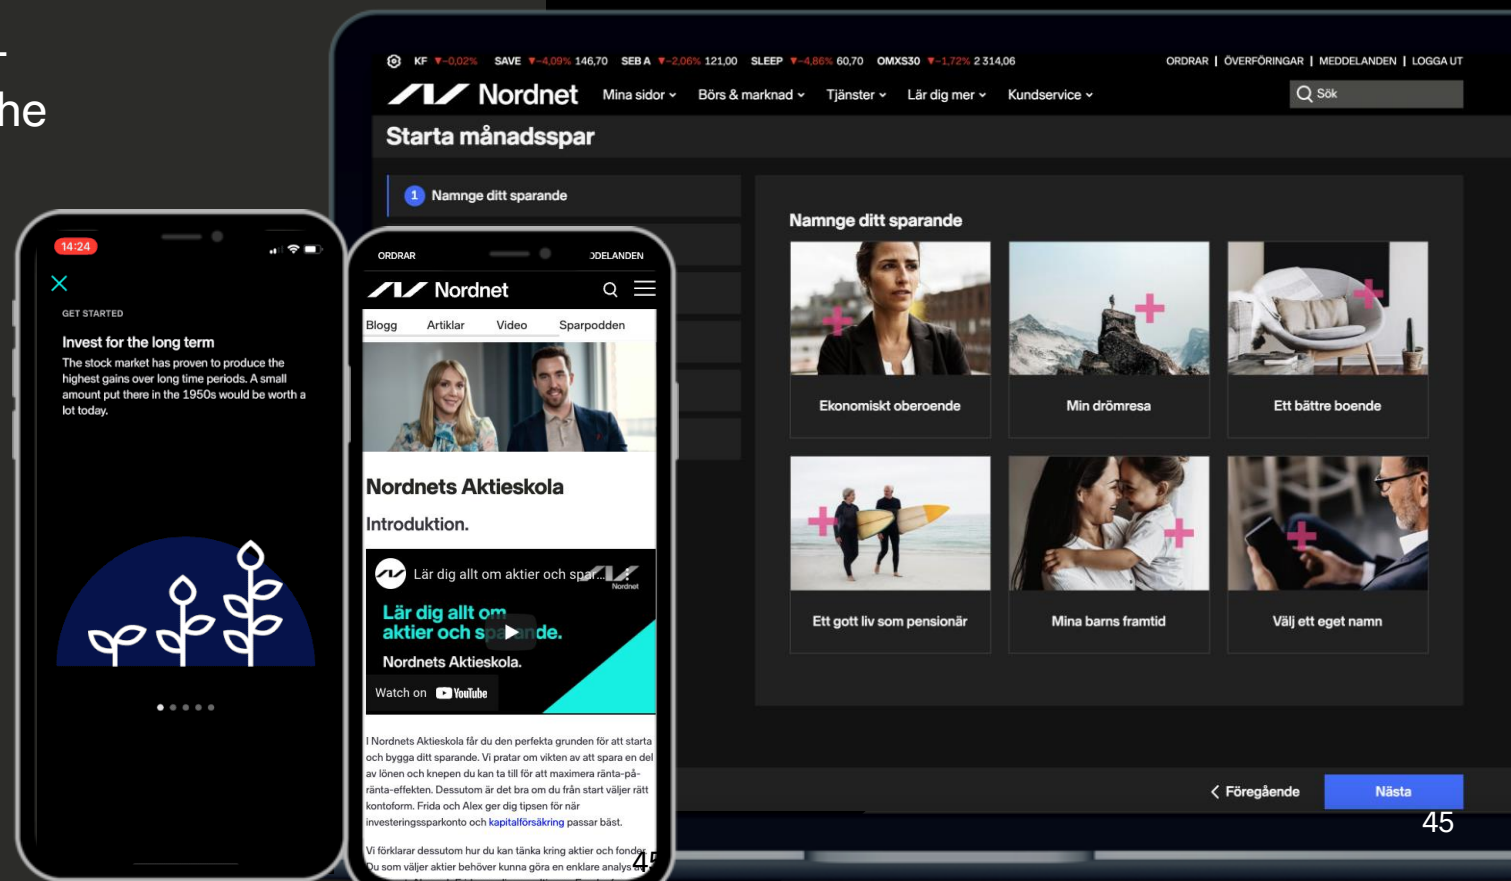 he
KF ▼-0,02% SAVE ▼-4,09% 146,70 SEB A ▼-2,06% 121,00 SLEEP ▼-4,86% 60,70 OMXS30 ▼-1,72% 2 314,06
ORDRAR | ÖVERFÖRINGAR | MEDDELANDEN | LOGGA UT
Nordnet Mina sidor Börs & marknad Tjänster Lär dig mer Kundservice
Sök
Starta månadsspar
1 Namnge ditt sparande
Namnge ditt sparande
Ekonomiskt oberoende
Min drömresa
Ett bättre boende
Ett gott liv som pensionär
Mina barns framtid
Välj ett eget namn
Föregående
Nästa
45
14:24
GET STARTED
Invest for the long term
The stock market has proven to produce the
highest gains over long time periods. A small
amount put there in the 1950s would be worth a
lot today.
ORDRAR
DDELANDEN
Nordnet
Blogg Artiklar Video Sparpodden
Nordnets Aktieskola
Introduktion.
Lär dig allt om aktier och spar...
Nordnet
Lär dig allt om
aktier och sparande.
Nordnets Aktieskola.
Watch on YouTube
I Nordnets Aktieskola får du den perfekta grunden för att starta
och bygga ditt sparande. Vi pratar om vikten av att spara en del
av lönen och knepen du kan ta till för att maximera ränta-på-
ränta-effekten. Dessutom är det bra om du från start väljer rätt
kontoform. Frida och Alex ger dig tipsen för när
investeringssparkonto och kapitalförsäkring passar bäst.
Vi förklarar dessutom hur du kan tänka kring aktier och fonder.
Du som väljer aktier behöver kunna göra en enklare analys
45